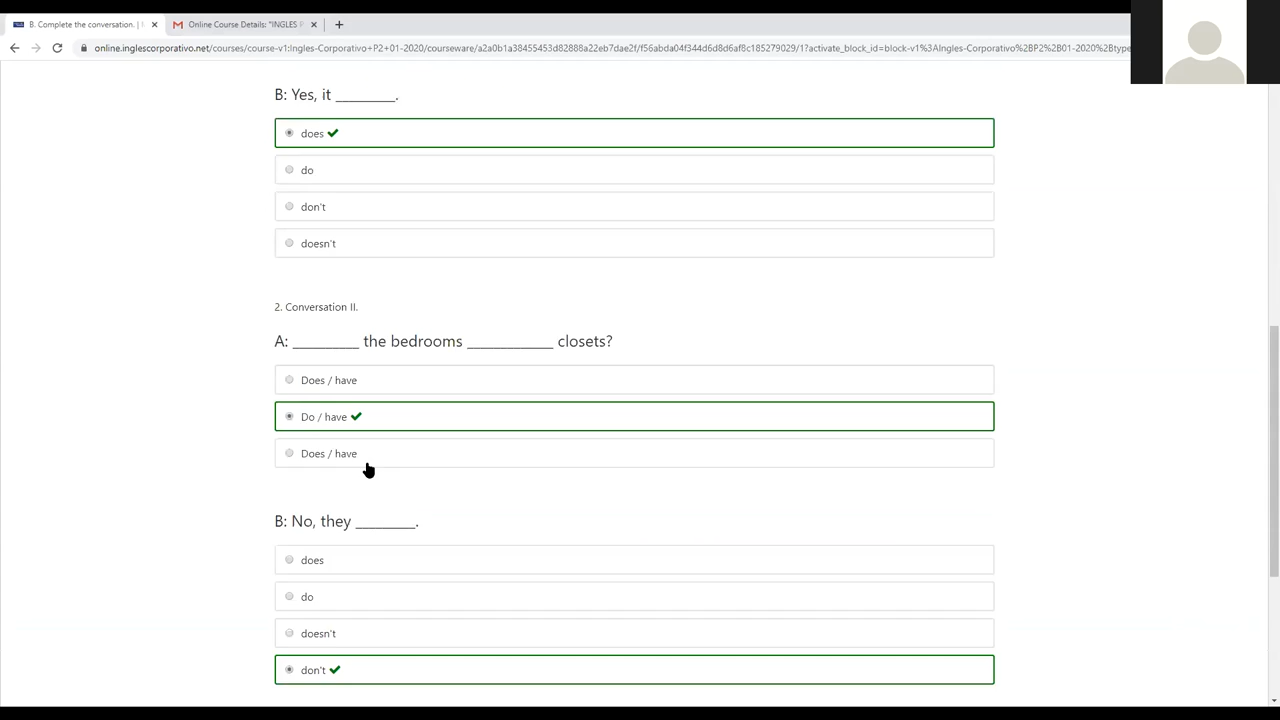 B. Complete the conversation. |
Online Course Details: "INGLES P
online.inglescorporativo.net/courses/course-v1:Ingles-Corporativo+P2+01-2020/courseware/a2a0b1a38455453d82888a22eb7dae2f/f56abda04f344d6d8d6af8c185279029/1?activate_block_id=block-v1%3AIngles-Corporativo%2BP2%2B01-2020%2Btype
B: Yes, it ________.
does
do
don't
doesn't
2. Conversation II.
A: _________ the bedrooms ____________ closets?
Does / have
Do / have
Does / have
B: No, they ________.
does
do
doesn't
don't